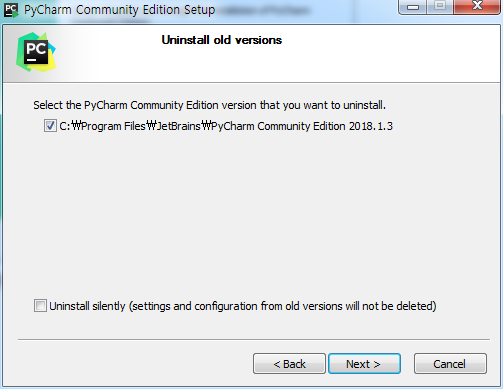 PyCharm Community Edition Setup
PC
Uninstall old versions
Select the PyCharm Community Edition version that you want to uninstall.
C:₩Program Files₩JetBrains₩PyCharm Community Edition 2018.1.3
Uninstall silently (settings and configuration from old versions will not be deleted)
< Back
Next >
Cancel